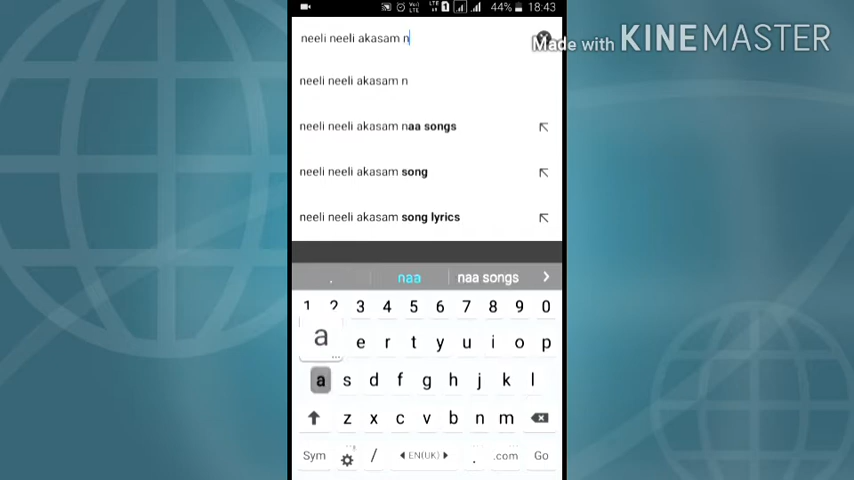 44% 18:43
neeli neeli akasam n
Made with KINEMASTER
neeli neeli akasam n
neeli neeli akasam naa songs
neeli neeli akasam song
neeli neeli akasam song lyrics
. naa naa songs
1 2 3 4 5 6 7 8 9 0
a e r t y u i o p
a s d f g h j k l
z x c v b n m
Sym / EN(UK) . .com Go